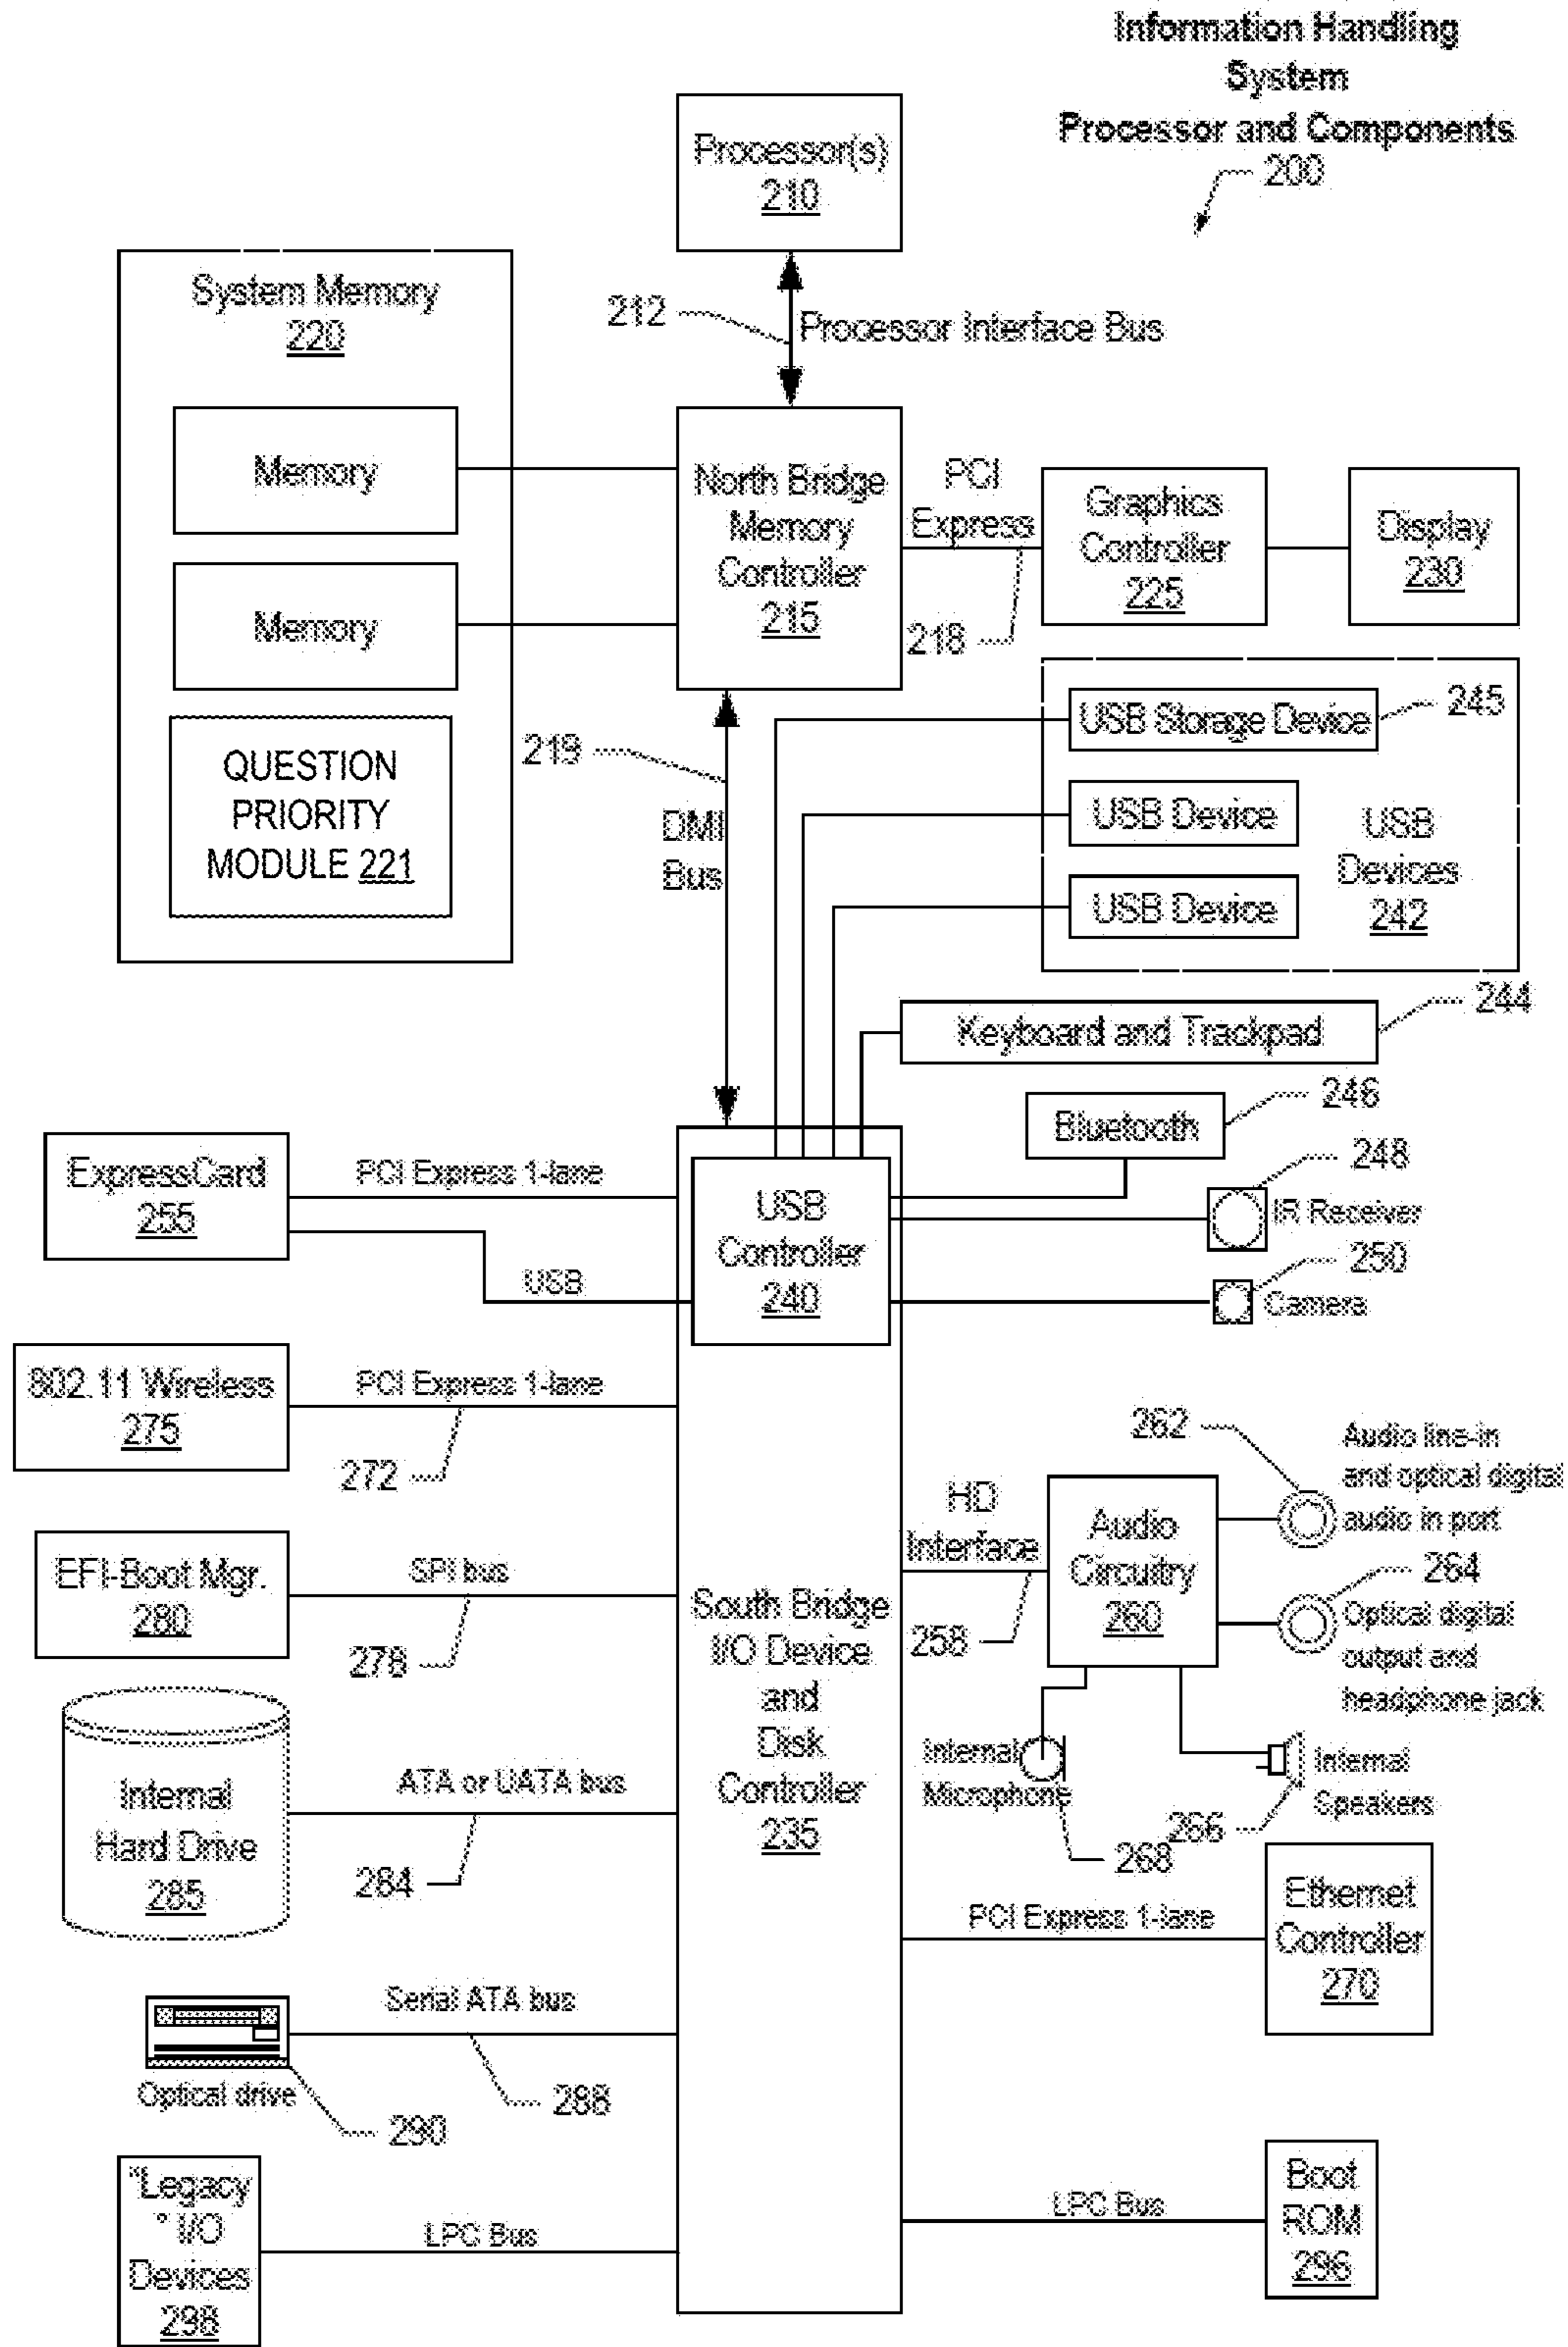 Information Handling
System
Processor and Components
200
Processor(s)
210
212
Processor Interface Bus
System Memory
220
Memory
Memory
QUESTION
PRIORITY
MODULE 221
North Bridge
Memory
Controller
215
PCI
Express
218
Graphics
Controller
225
Display
230
219
DMI
Bus
USB Storage Device
245
USB Device
USB Device
USB
Devices
242
244
Keyboard and Trackpad
246
Bluetooth
248
IR Receiver
250
Camera
ExpressCard
255
PCI Express 1-lane
USB
USB
Controller
240
802.11 Wireless
275
PCI Express 1-lane
272
EFI-Boot Mgr.
280
SPI bus
278
South Bridge
I/O Device
and
Disk
Controller
235
HD
Interface
258
Audio
Circuitry
260
262
Audio line-in
and optical digital
audio in port
264
Optical digital
output and
headphone jack
Internal
Microphone
268
Internal
Speakers
266
Internal
Hard Drive
285
ATA or UATA bus
284
PCI Express 1-lane
Ethernet
Controller
270
Serial ATA bus
288
Optical drive
290
"Legacy
" I/O
Devices
298
LPC Bus
LPC Bus
Boot
ROM
296